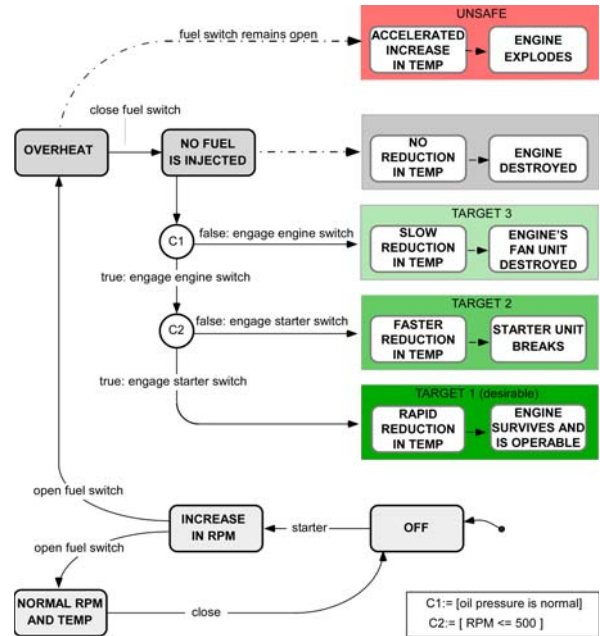 UNSAFE
fuel switch remains open
ACCELERATED
INCREASE
IN TEMP
ENGINE
EXPLODES
close fuel switch
OVERHEAT
NO FUEL
IS INJECTED
NO
REDUCTION
IN TEMP
ENGINE
DESTROYED
TARGET 3
C1
false: engage engine switch
SLOW
REDUCTION
IN TEMP
ENGINE'S
FAN UNIT
DESTROYED
true: engage engine switch
TARGET 2
C2
false: engage starter switch
FASTER
REDUCTION
IN TEMP
STARTER UNIT
BREAKS
true: engage starter switch
TARGET 1 (desirable)
RAPID
REDUCTION
IN TEMP
ENGINE
SURVIVES AND
IS OPERABLE
open fuel switch
INCREASE
IN RPM
starter
OFF
open fuel switch
NORMAL RPM
AND TEMP
close
C1:= [oil pressure is normal]
C2:= [ RPM <= 500 ]